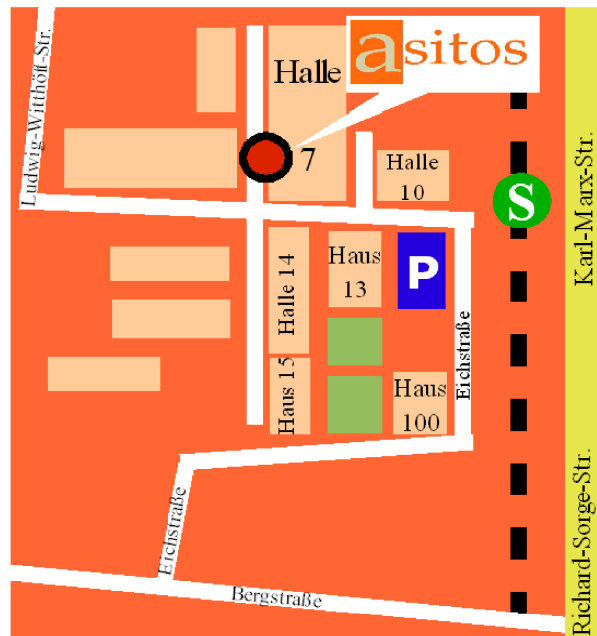 asitos
Ludwig-Witthöft-Str.
Halle
7
Halle
10
S
Karl-Marx-Str.
Halle 14
Haus
13
P
Eichstraße
Haus 15
Haus
100
Eichstraße
Richard-Sorge-Str.
Bergstraße